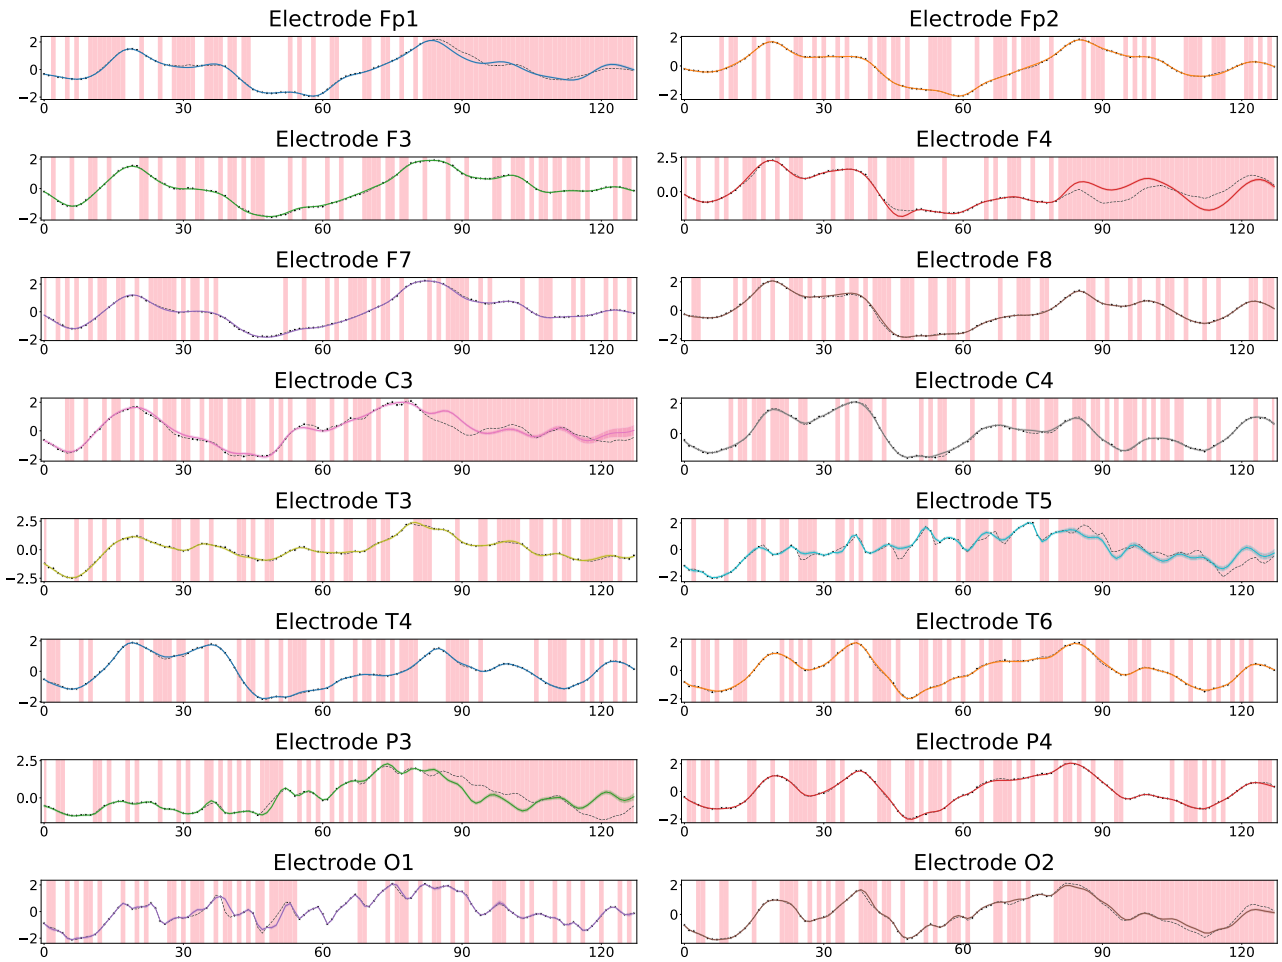 Electrode Fp1 Electrode Fp2
2 2
0 0
−2 −2
0 30 60 90 120 0 30 60 90 120
Electrode F3 Electrode F4
2 2.5
0 0.0
−2
0 30 60 90 120 0 30 60 90 120
Electrode F7 Electrode F8
2 2
0 0
−2 −2
0 30 60 90 120 0 30 60 90 120
Electrode C3 Electrode C4
2 2
0 0
−2
0 30 60 90 120 0 30 60 90 120
Electrode T3 Electrode T5
2.5 2
0.0 0
−2.5 −2
0 30 60 90 120 0 30 60 90 120
Electrode T4 Electrode T6
2 2
0 0
−2 −2
0 30 60 90 120 0 30 60 90 120
Electrode P3 Electrode P4
2.5 2
0.0 0
−2
0 30 60 90 120 0 30 60 90 120
Electrode O1 Electrode O2
2 2
0 0
−2
0 30 60 90 120 0 30 60 90 120